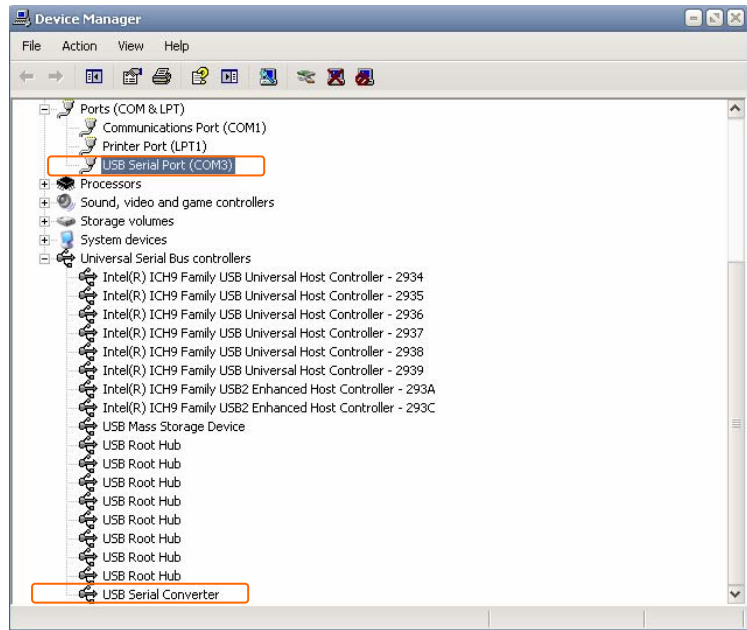 Device Manager
File Action View Help
Ports (COM & LPT)
Communications Port (COM1)
Printer Port (LPT1)
USB Serial Port (COM3)
Processors
Sound, video and game controllers
Storage volumes
System devices
Universal Serial Bus controllers
Intel(R) ICH9 Family USB Universal Host Controller - 2934
Intel(R) ICH9 Family USB Universal Host Controller - 2935
Intel(R) ICH9 Family USB Universal Host Controller - 2936
Intel(R) ICH9 Family USB Universal Host Controller - 2937
Intel(R) ICH9 Family USB Universal Host Controller - 2938
Intel(R) ICH9 Family USB Universal Host Controller - 2939
Intel(R) ICH9 Family USB2 Enhanced Host Controller - 293A
Intel(R) ICH9 Family USB2 Enhanced Host Controller - 293C
USB Mass Storage Device
USB Root Hub
USB Root Hub
USB Root Hub
USB Root Hub
USB Root Hub
USB Root Hub
USB Root Hub
USB Root Hub
USB Serial Converter